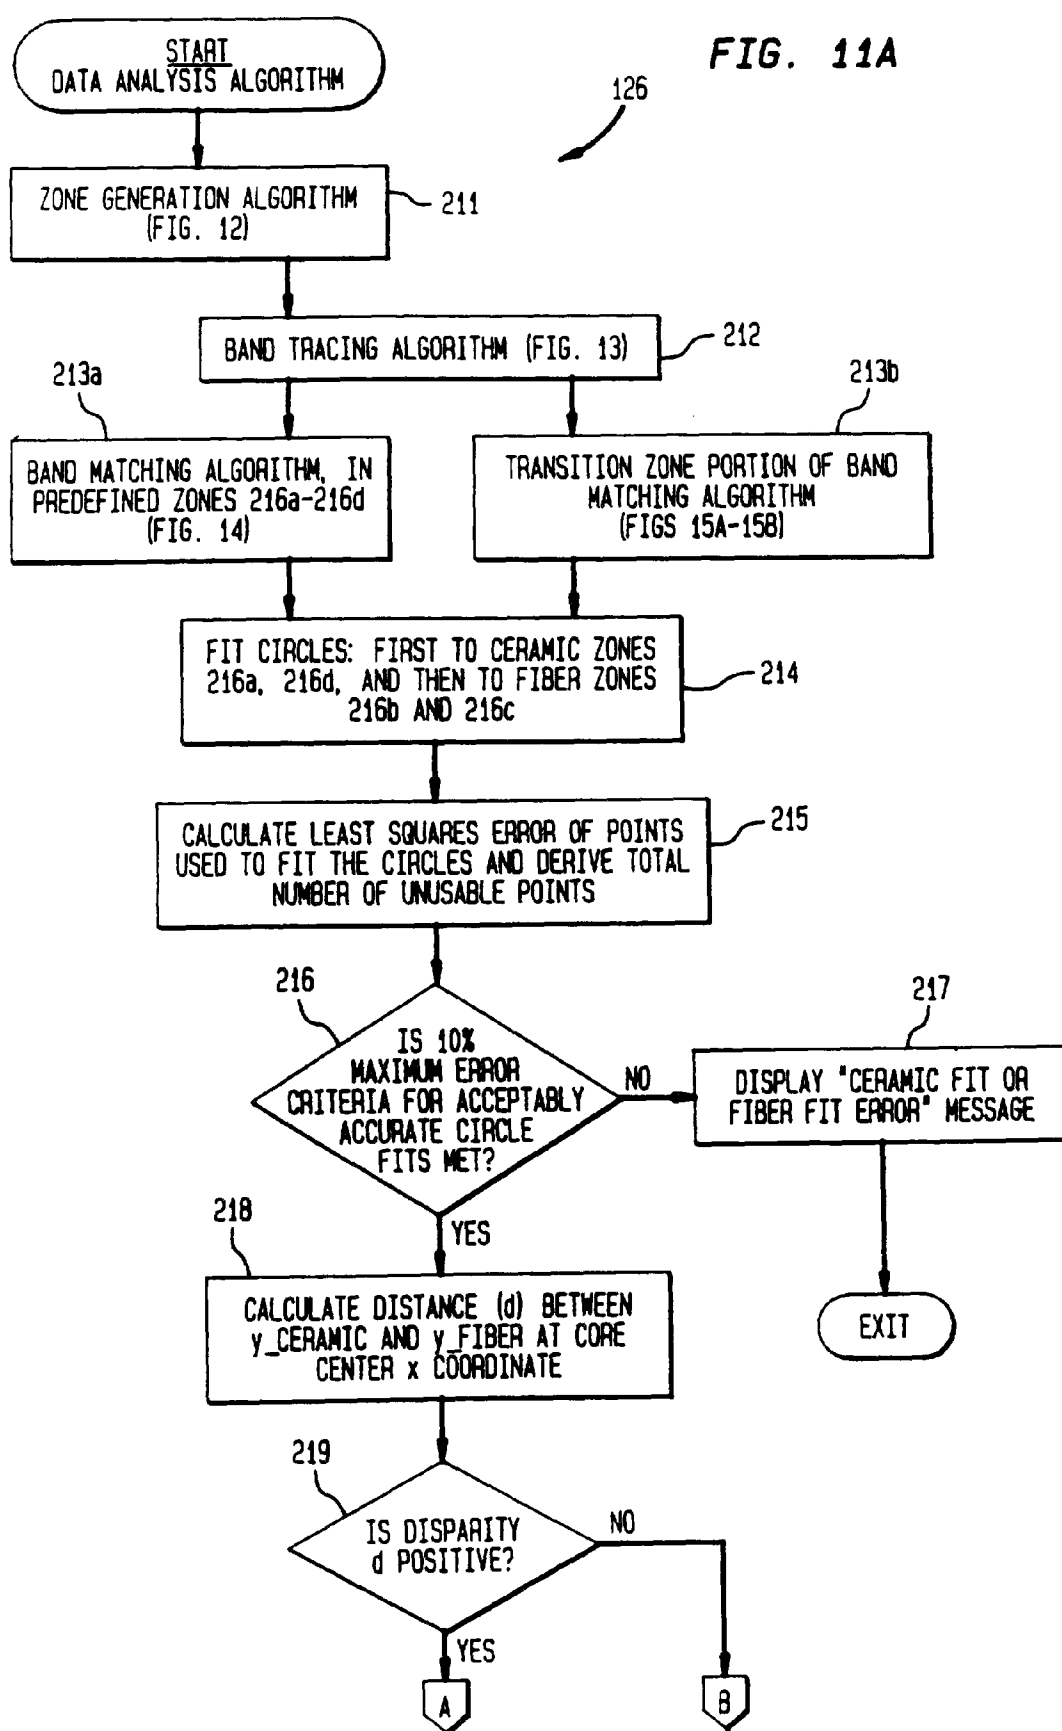 FIG. 11A
START
DATA ANALYSIS ALGORITHM
126
ZONE GENERATION ALGORITHM
(FIG. 12)
211
BAND TRACING ALGORITHM (FIG. 13)
212
213a
213b
BAND MATCHING ALGORITHM, IN
PREDEFINED ZONES 216a-216d
(FIG. 14)
TRANSITION ZONE PORTION OF BAND
MATCHING ALGORITHM
(FIGS 15A-15B)
FIT CIRCLES: FIRST TO CERAMIC ZONES
216a, 216d, AND THEN TO FIBER ZONES
216b AND 216c
214
CALCULATE LEAST SQUARES ERROR OF POINTS
USED TO FIT THE CIRCLES AND DERIVE TOTAL
NUMBER OF UNUSABLE POINTS
215
216
IS 10%
MAXIMUM ERROR
CRITERIA FOR ACCEPTABLY
ACCURATE CIRCLE
FITS MET?
NO
217
DISPLAY "CERAMIC FIT OR
FIBER FIT ERROR" MESSAGE
EXIT
YES
218
CALCULATE DISTANCE (d) BETWEEN
y_CERAMIC AND y_FIBER AT CORE
CENTER x COORDINATE
219
IS DISPARITY
d POSITIVE?
NO
YES
A
B